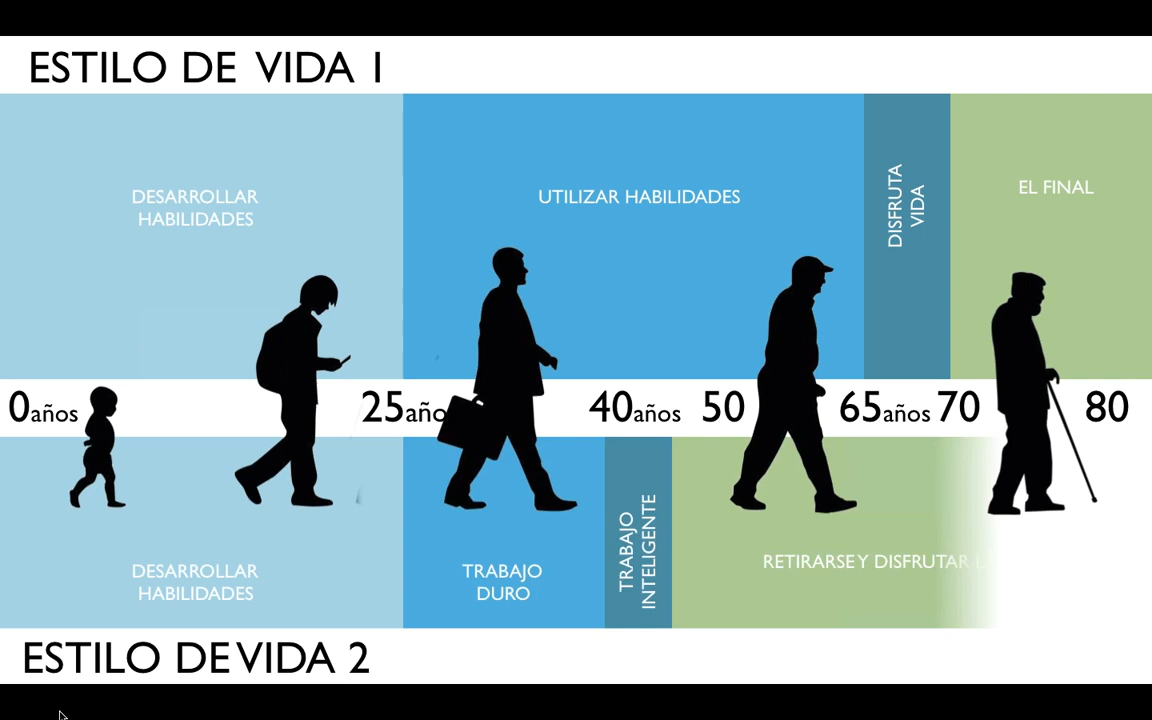 ESTILO DE VIDA 1
DESARROLLAR
HABILIDADES
UTILIZAR HABILIDADES
DISFRUTA
VIDA
EL FINAL
0años
25año
40años
50
65años
70
80
DESARROLLAR
HABILIDADES
TRABAJO
DURO
TRABAJO
INTELIGENTE
RETIRARSE Y DISFRUTAR
ESTILO DE VIDA 2